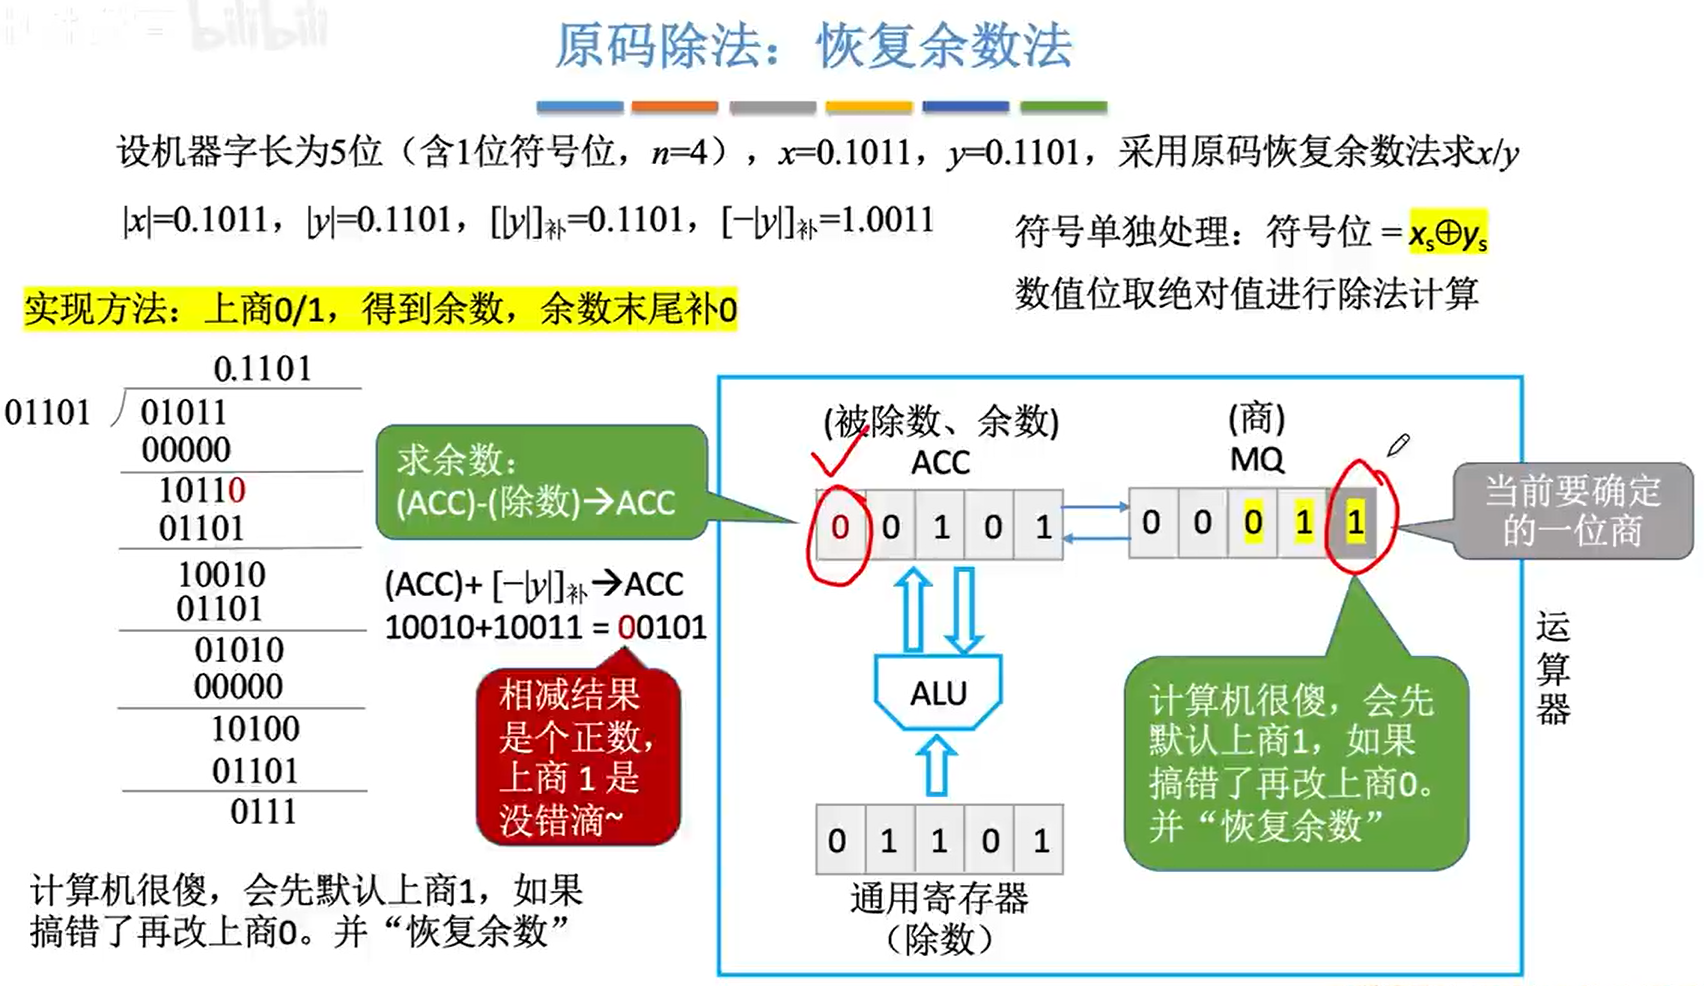 bilibili
原码除法：恢复余数法
设机器字长为5位（含1位符号位，n=4），x=0.1011，y=0.1101，采用原码恢复余数法求x/y
|x|=0.1011，|y|=0.1101，[|y|]补=0.1101，[−|y|]补=1.0011
符号单独处理：符号位 = xs⊕ys
数值位取绝对值进行除法计算
实现方法：上商0/1，得到余数，余数末尾补0
0.1101
01101 01011
00000
10110
01101
10010
01101
01010
00000
10100
01101
0111
求余数：
(ACC)-(除数)→ACC
(ACC)+ [−|y|]补→ACC
10010+10011 = 00101
相减结果
是个正数，
上商 1 是
没错滴~
计算机很傻，会先默认上商1，如果
搞错了再改上商0。并“恢复余数”
(被除数、余数)
ACC
0 0 1 0 1
(商)
MQ
0 0 0 1 1
当前要确定
的一位商
ALU
0 1 1 0 1
通用寄存器
（除数）
计算机很傻，会先
默认上商1，如果
搞错了再改上商0。
并“恢复余数”
运
算
器